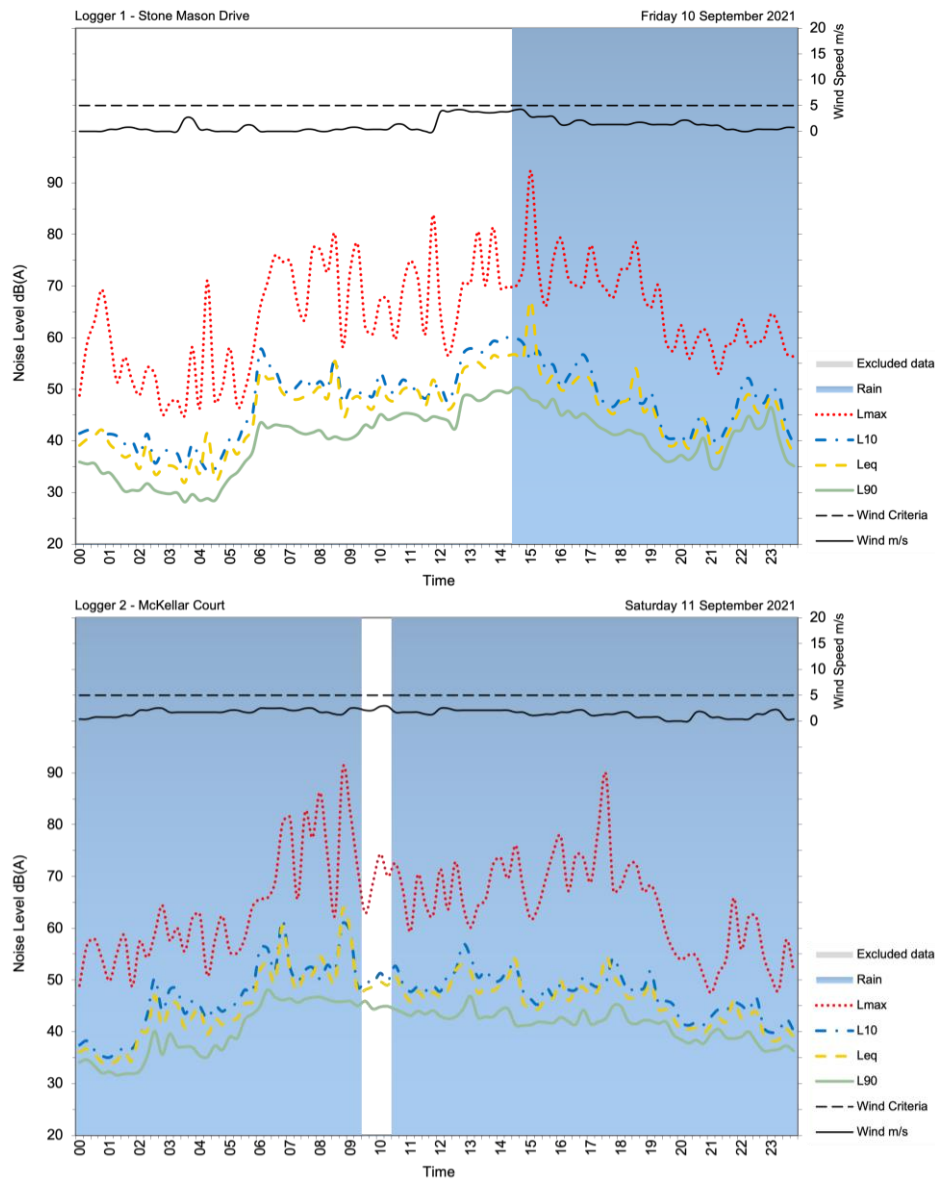 Logger 1 - Stone Mason Drive Friday 10 September 2021
20
15
10
5
0
Wind Speed m/s
90
80
70
60
50
40
30
20
Noise Level dB(A)
Excluded data
Rain
Lmax
L10
Leq
L90
Wind Criteria
Wind m/s
00 01 02 03 04 05 06 07 08 09 10 11 12 13 14 15 16 17 18 19 20 21 22 23
Time
Logger 2 - McKellar Court Saturday 11 September 2021
20
15
10
5
0
Wind Speed m/s
90
80
70
60
50
40
30
20
Noise Level dB(A)
Excluded data
Rain
Lmax
L10
Leq
L90
Wind Criteria
Wind m/s
00 01 02 03 04 05 06 07 08 09 10 11 12 13 14 15 16 17 18 19 20 21 22 23
Time